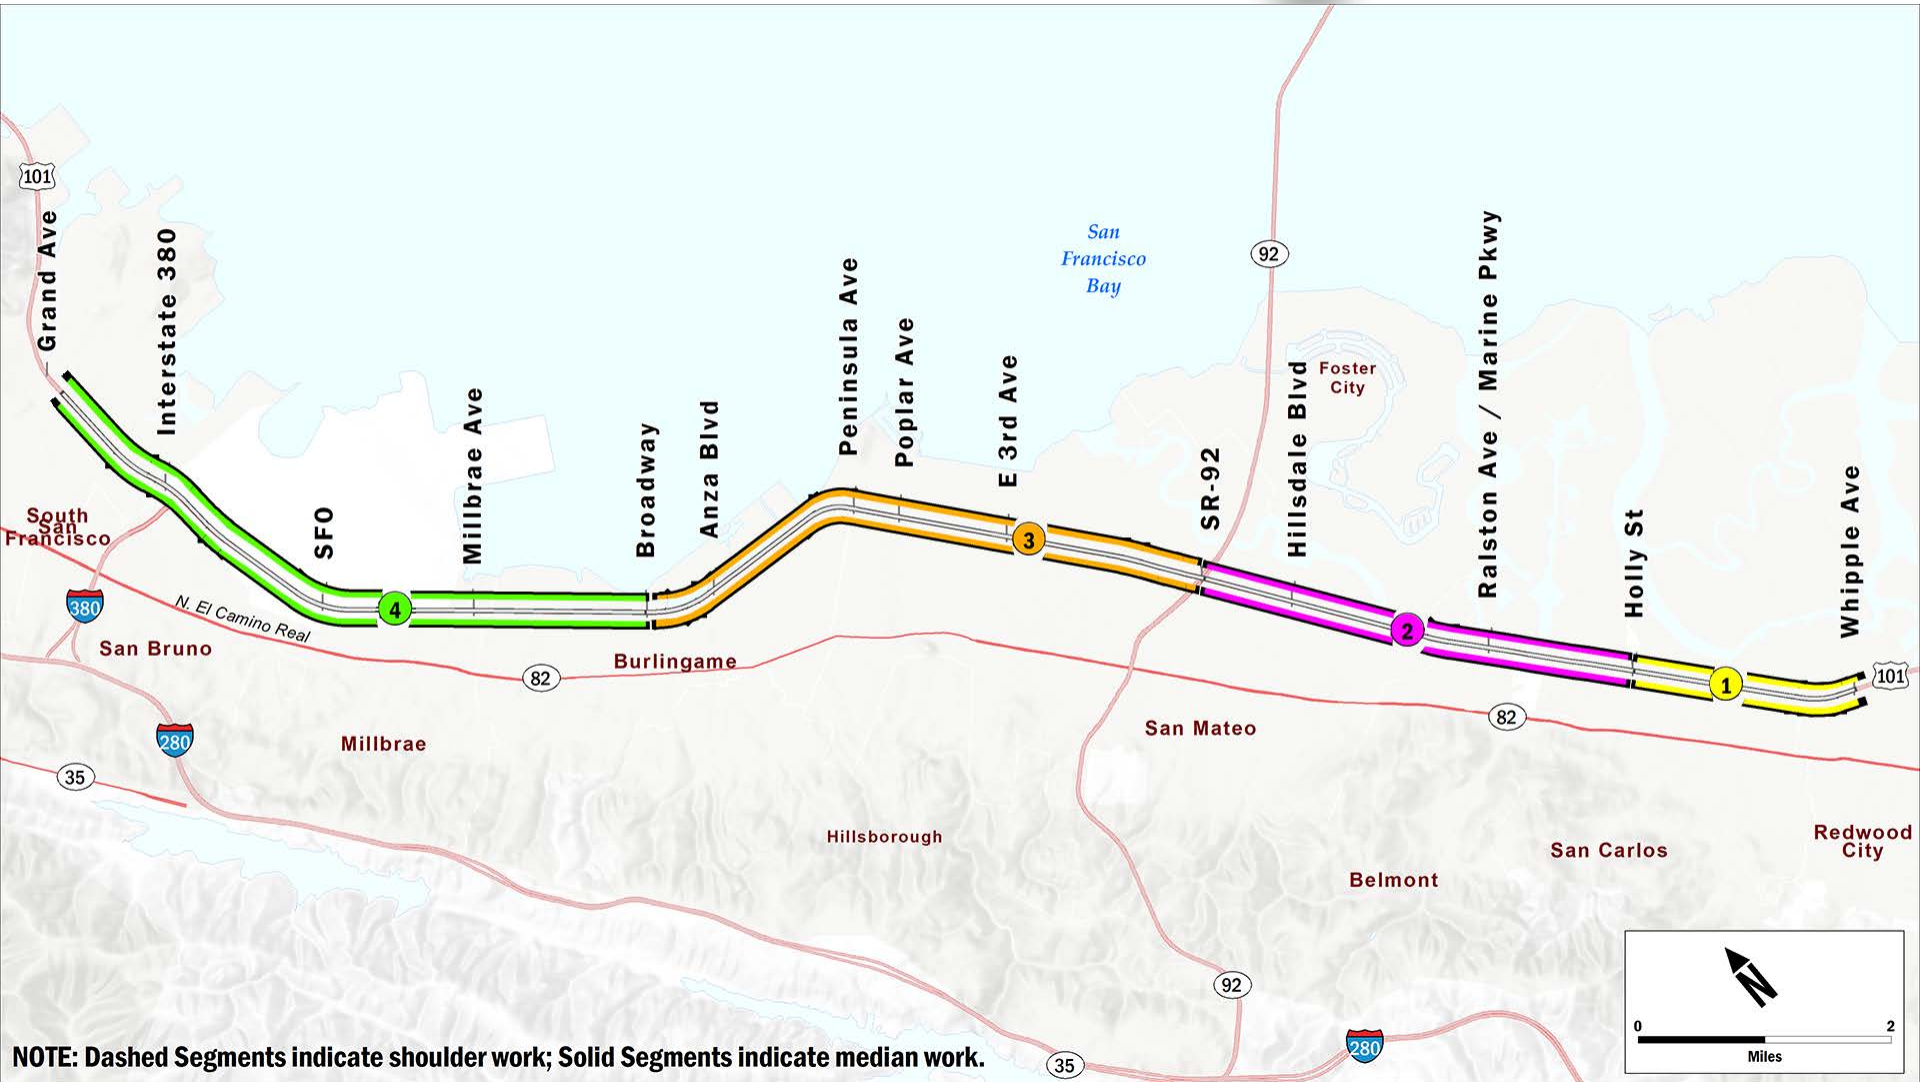 101
Grand Ave
Interstate 380
SFO
Millbrae Ave
Broadway
Anza Blvd
Peninsula Ave
Poplar Ave
E 3rd Ave
SR-92
Hillsdale Blvd
Ralston Ave / Marine Pkwy
Holly St
Whipple Ave
San
Francisco
Bay
92
Foster
City
South
San
Francisco
380
N. El Camino Real
4
3
2
1
101
San Bruno
82
Burlingame
82
280
Millbrae
San Mateo
35
Hillsborough
Belmont
San Carlos
Redwood
City
92
280
35
N
0 2
Miles
NOTE: Dashed Segments indicate shoulder work; Solid Segments indicate median work.